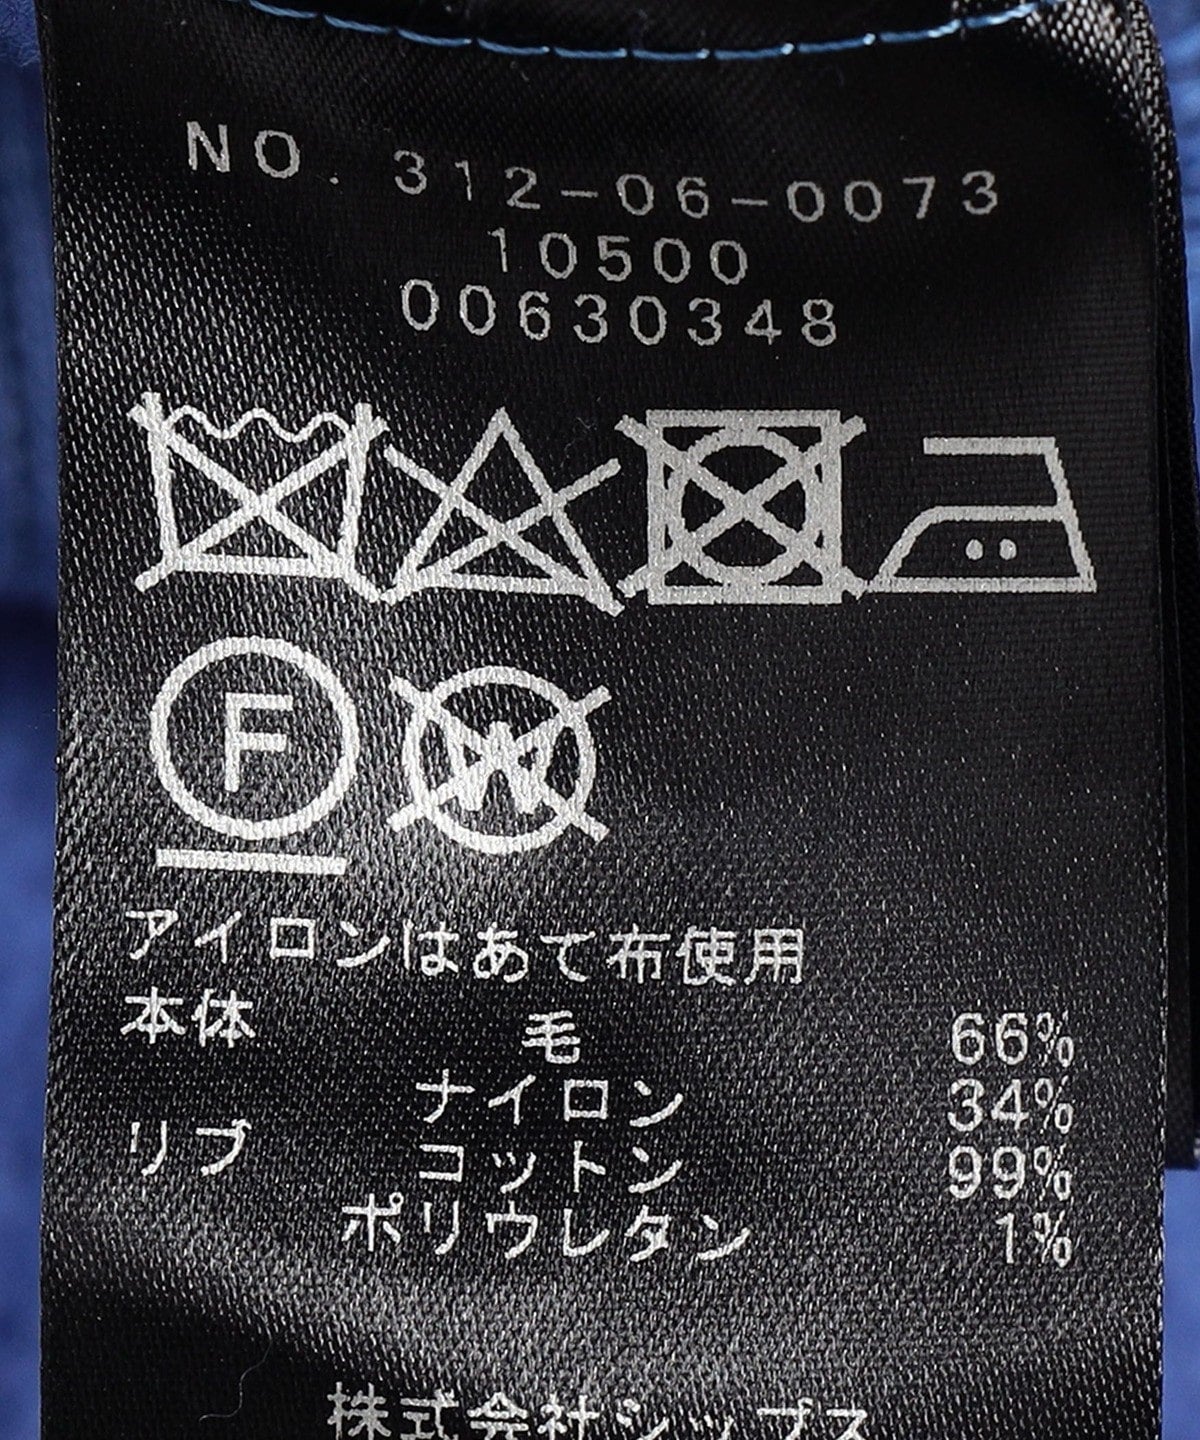 NO. 312-06-0073
10500
00630348
F
W
アイロンはあて布使用
本体 毛 66%
ナイロン 34%
リブ コットン 99%
ポリウレタン 1%
株式会社シップス